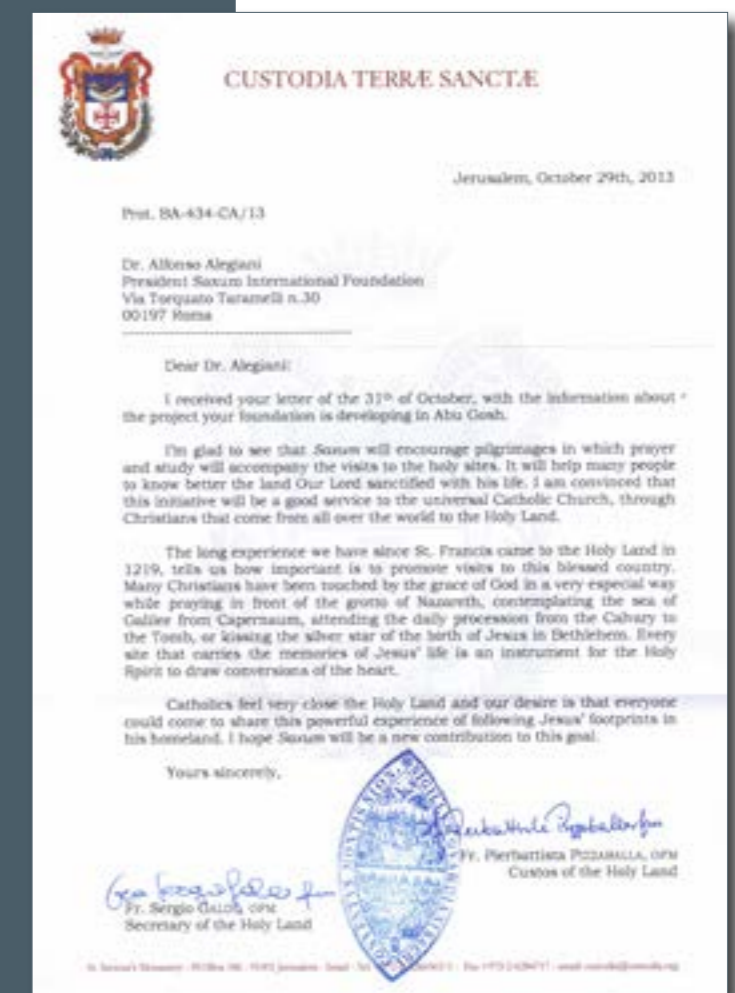 CUSTODIA TERRÆ SANCTÆ
Jerusalem, October 29th, 2013
Prot. SA-434-CA/13
Dr. Alfonso Alegiani
President Saxum International Foundation
Via Torquato Taramelli n.30
00197 Roma
Dear Dr. Alegiani:
I received your letter of the 31th of October, with the information about
the project your foundation is developing in Abu Gosh.
I'm glad to see that Saxum will encourage pilgrimages in which prayer
and study will accompany the visits to the holy sites. It will help many people
to know better the land Our Lord sanctified with his life. I am convinced that
this initiative will be a good service to the universal Catholic Church, through
Christians that come from all over the world to the Holy Land.
The long experience we have since St. Francis came to the Holy Land in
1219, tells us how important is to promote visits to this blessed country.
Many Christians have been touched by the grace of God in a very especial way
while praying in front of the grotto of Nazareth, contemplating the sea of
Galilee from Capernaum, attending the daily procession from the Calvary to
the Tomb, or kissing the silver star of the birth of Jesus in Bethlehem. Every
site that carries the memories of Jesus' life is an instrument for the Holy
Spirit to draw conversions of the heart.
Catholics feel very close the Holy Land and our desire is that everyone
could come to share this powerful experience of following Jesus' footprints in
his homeland. I hope Saxum will be a new contribution to this goal.
Yours sincerely,
Fr. Pierbattista PIZZABALLA, OFM
Custos of the Holy Land
Fr. Sergio OFM
Secretary of the Holy Land